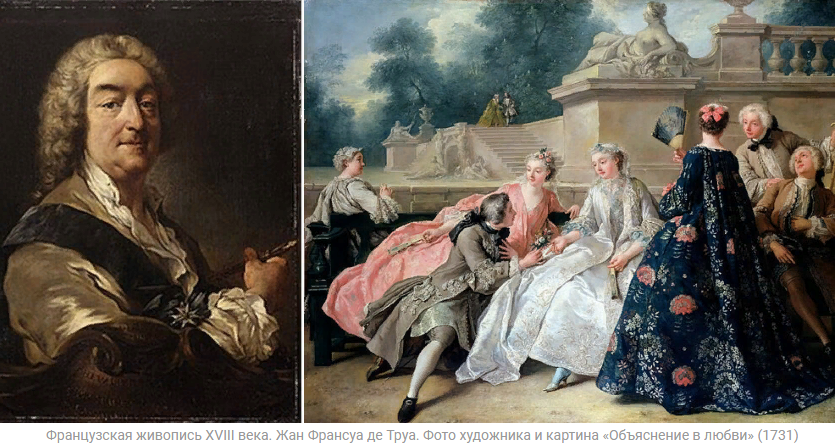 Французская живопись XVIII века. Жан Франсуа де Труа. Фото художника и картина «Объяснение в любви» (1731)